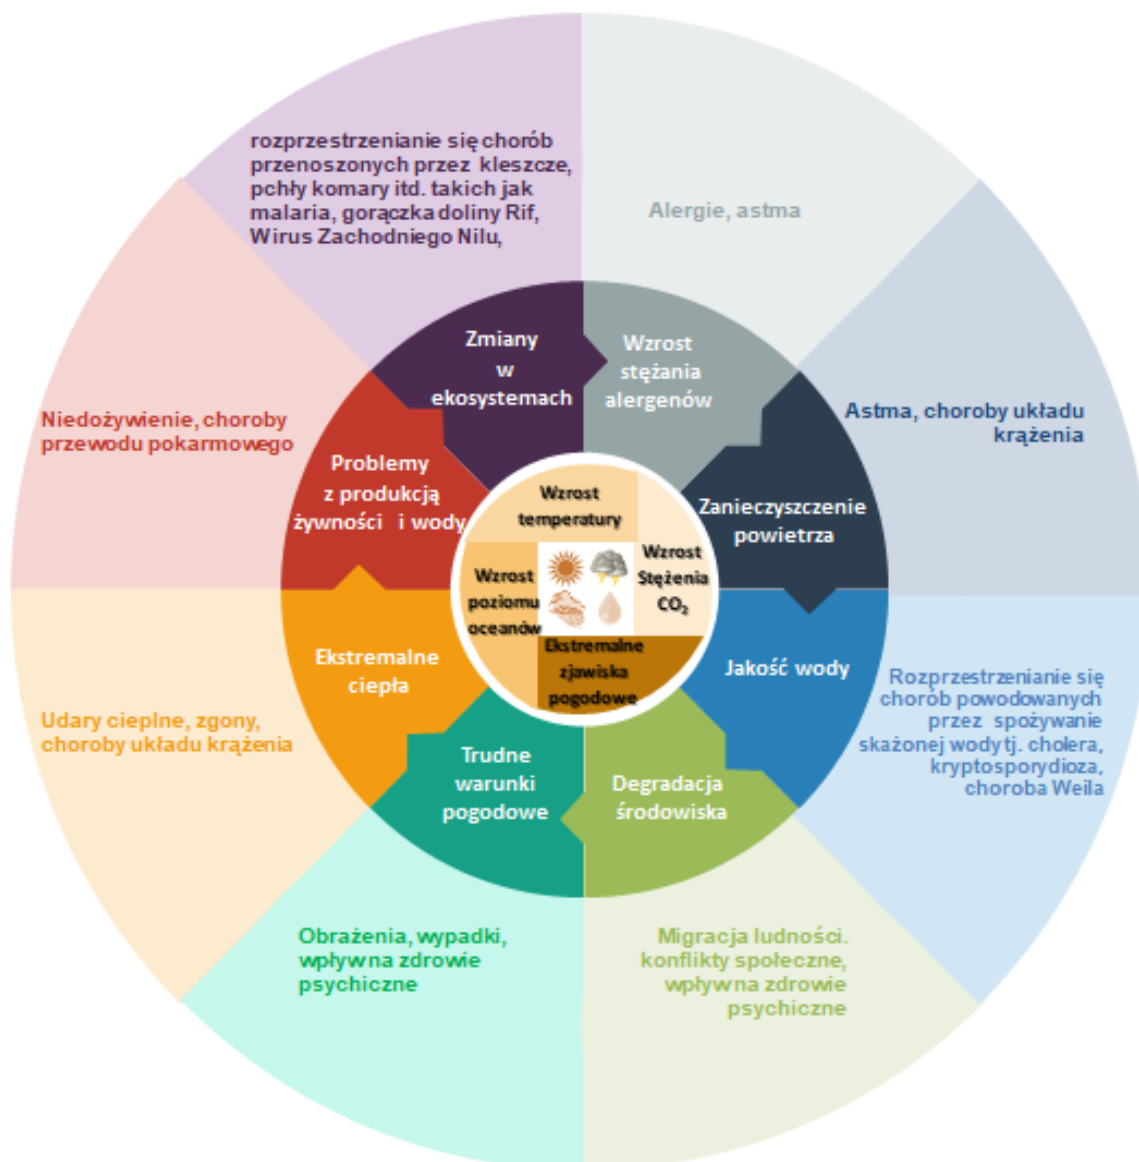 rozprzestrzenianie się chorób
przenoszonych przez kleszcze,
pchły komary itd. takich jak
malaria, gorączka doliny Rif,
Wirus Zachodniego Nilu,
Alergie, astma
Astma, choroby układu
krążenia
Rozprzestrzenianie się
chorób powodowanych
przez spożywanie
skażonej wody tj. cholera,
kryptosporydioza,
choroba Weila
Migracja ludności.
konflikty społeczne,
wpływ na zdrowie
psychiczne
Obrażenia, wypadki,
wpływ na zdrowie
psychiczne
Udary cieplne, zgony,
choroby układu krążenia
Niedożywienie, choroby
przewodu pokarmowego
Zmiany
w
ekosystemach
Wzrost
stężania
alergenów
Zanieczyszczenie
powietrza
Jakość wody
Degradacja
środowiska
Trudne
warunki
pogodowe
Ekstremalne
ciepła
Problemy
z produkcją
żywności i wody
Wzrost
temperatury
Wzrost
Stężenia
CO₂
Ekstremalne
zjawiska
pogodowe
Wzrost
poziomu
oceanów